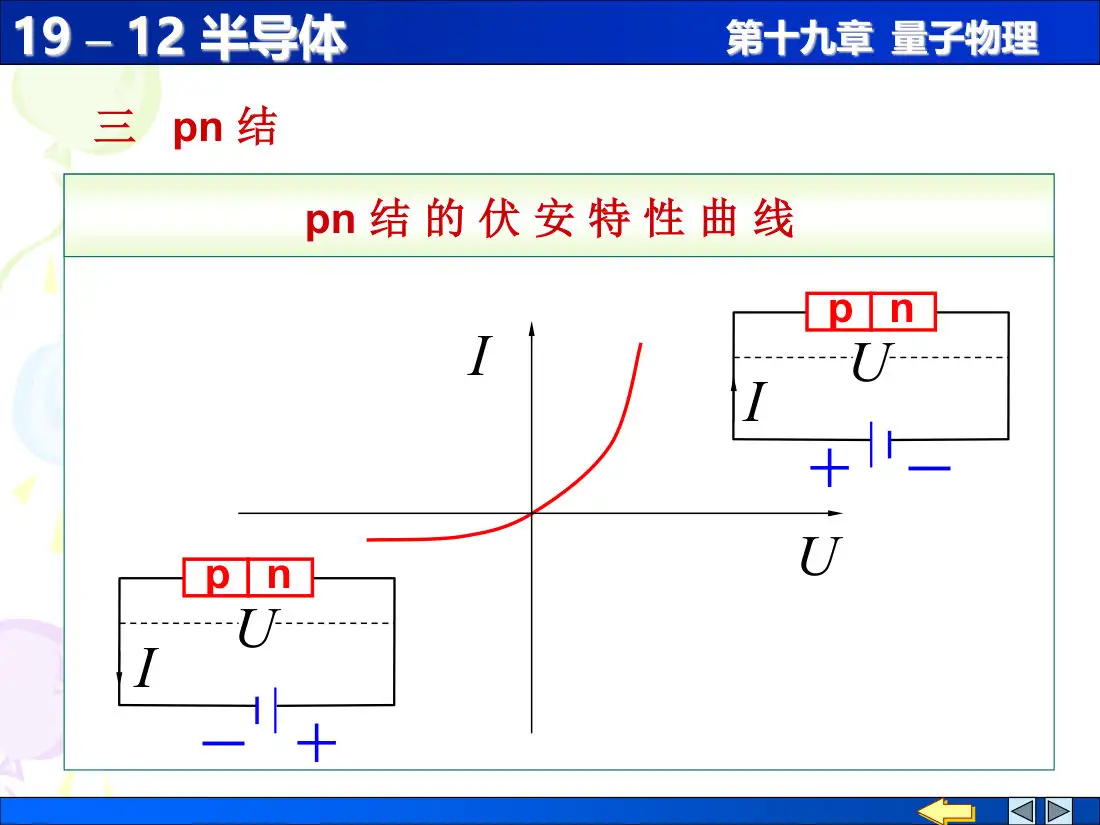 19 – 12 半导体
第十九章 量子物理
三 pn 结
pn 结 的 伏 安 特 性 曲 线
p n
I
U
I
+ −
U
p n
U
I
− +